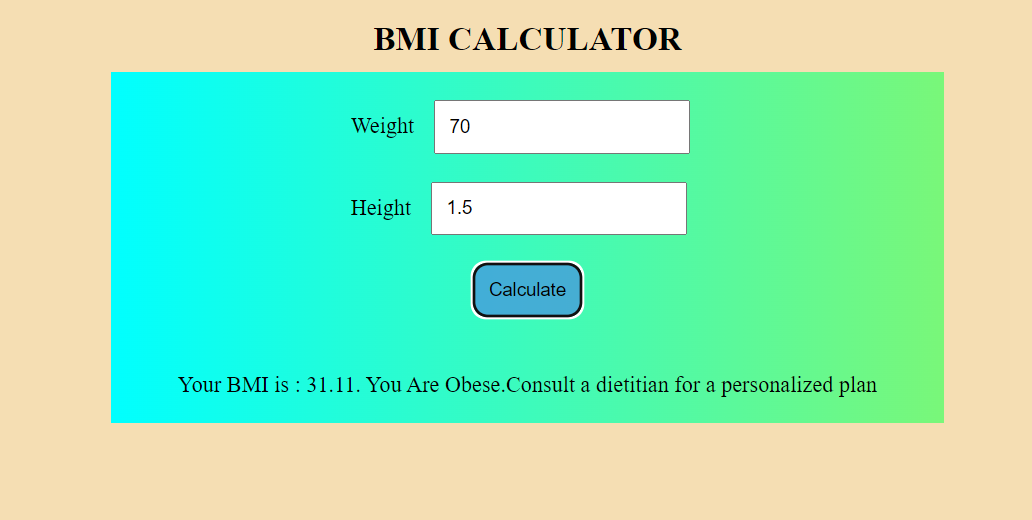 BMI CALCULATOR
Weight 70
Height 1.5
Calculate
Your BMI is : 31.11. You Are Obese.Consult a dietitian for a personalized plan